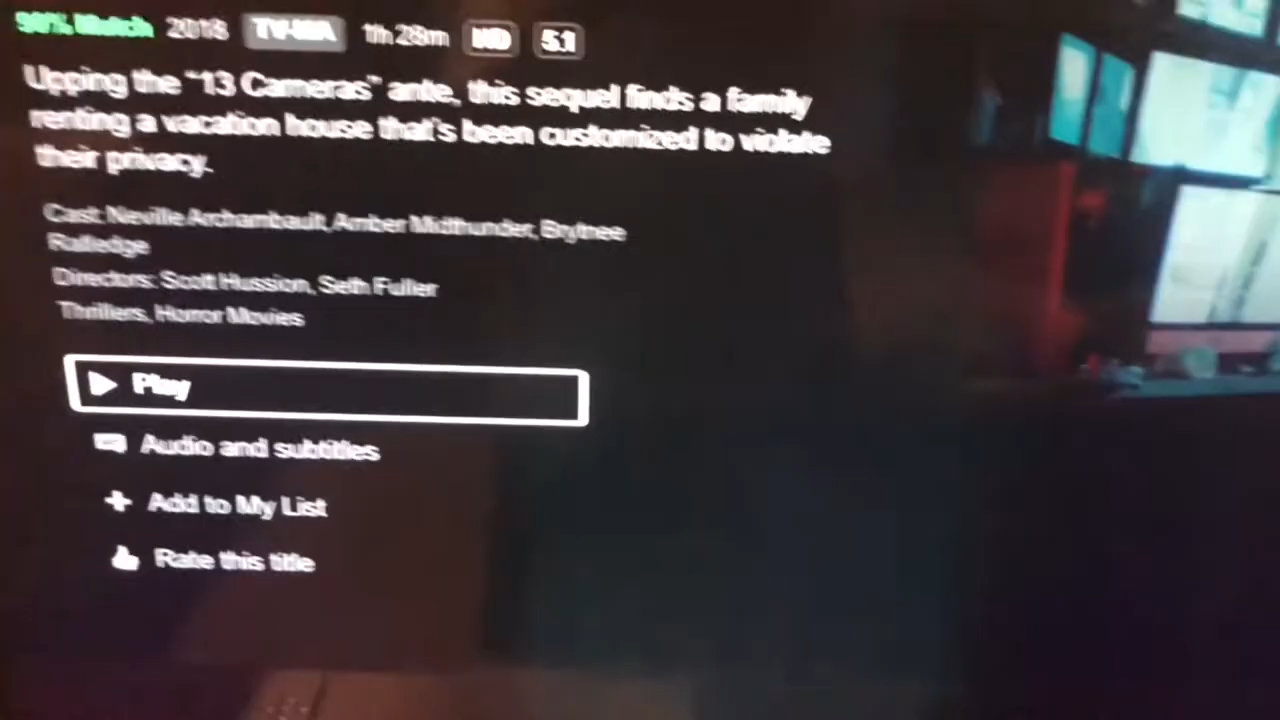 Match 2018 TV-MA 1h 28m HD 5.1
Upping the "13 Cameras" ante, this sequel finds a family
renting a vacation house that's been customized to violate
their privacy.
Cast: Neville Archambault, Amber Midthunder, Brytnee
Ratledge
Directors: Scott Hussion, Seth Fuller
Thrillers, Horror Movies
Play
Audio and subtitles
Add to My List
Rate this title